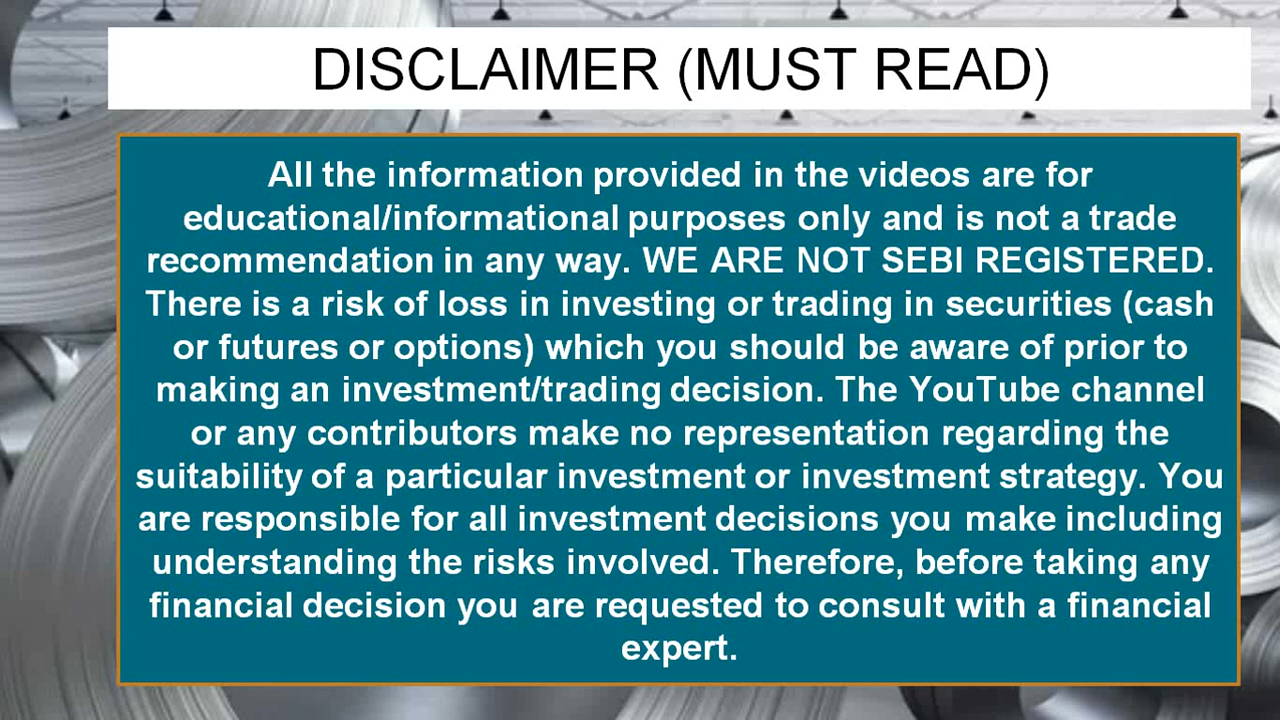 DISCLAIMER (MUST READ)
All the information provided in the videos are for
educational/informational purposes only and is not a trade
recommendation in any way. WE ARE NOT SEBI REGISTERED.
There is a risk of loss in investing or trading in securities (cash
or futures or options) which you should be aware of prior to
making an investment/trading decision. The YouTube channel
or any contributors make no representation regarding the
suitability of a particular investment or investment strategy. You
are responsible for all investment decisions you make including
understanding the risks involved. Therefore, before taking any
financial decision you are requested to consult with a financial
expert.